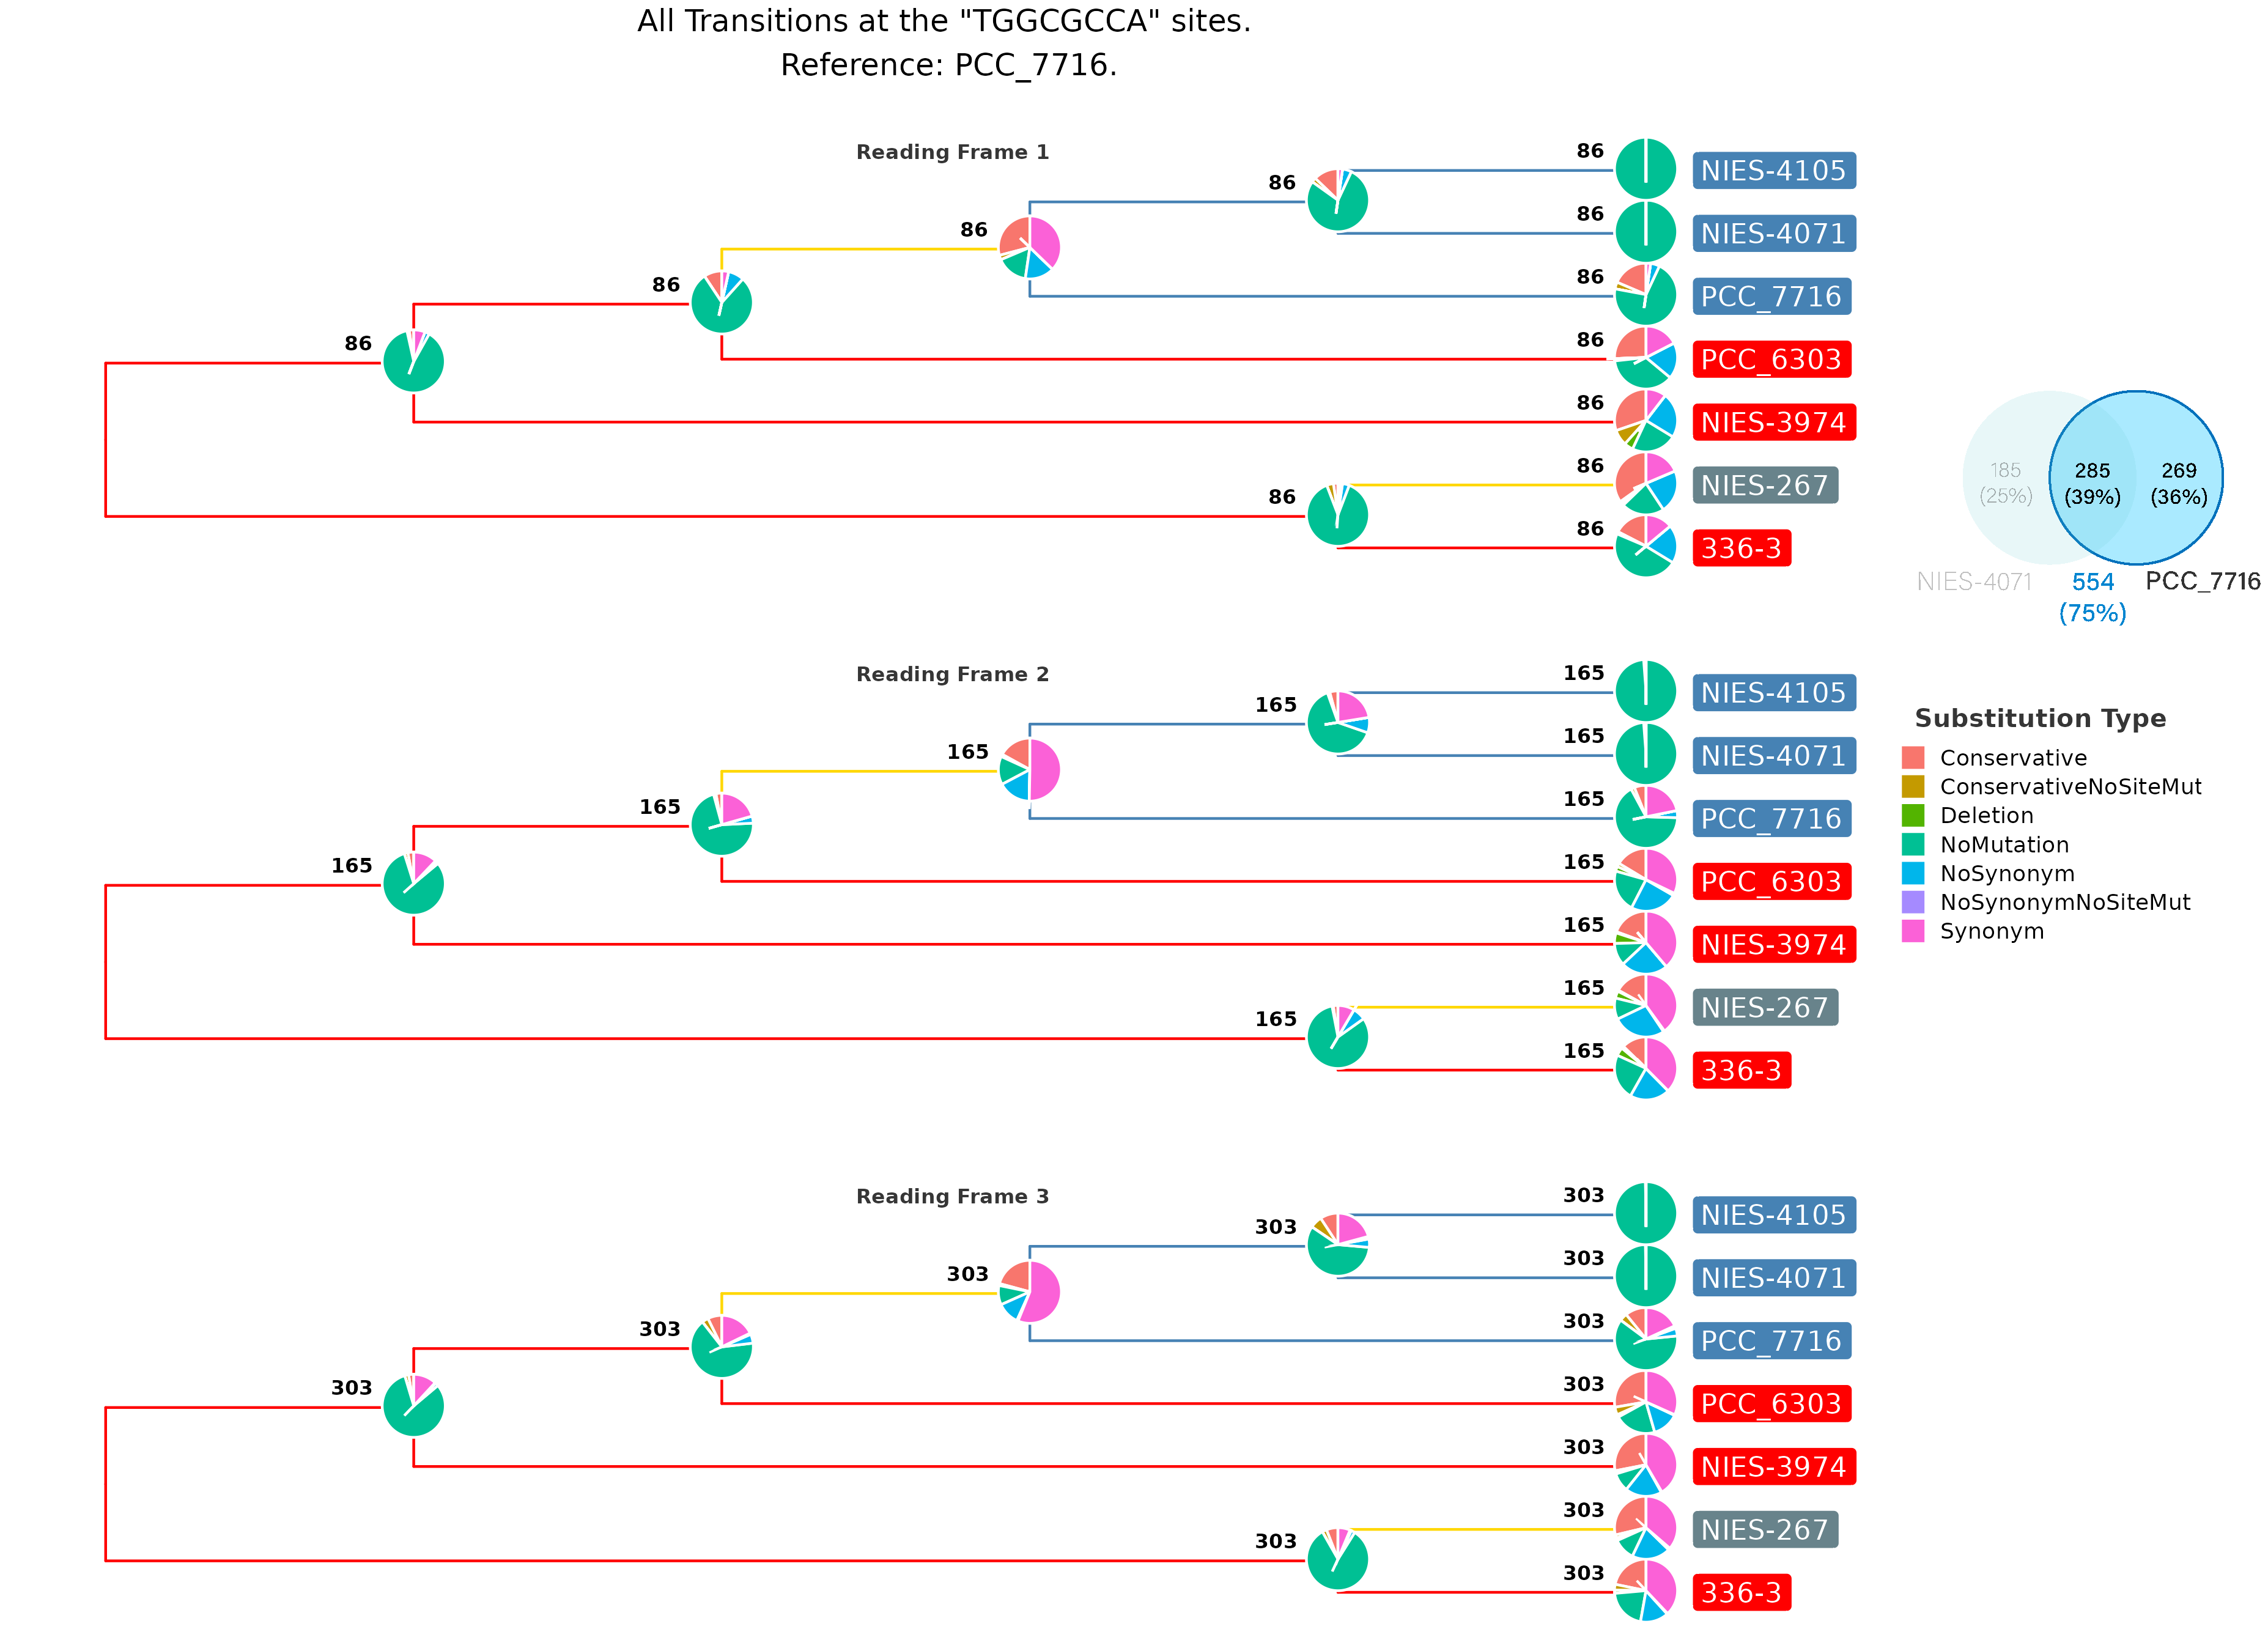 All Transitions at the "TGGCGCCA" sites.
Reference: PCC_7716.
Reading Frame 1
86
NIES-4105
86
86
NIES-4071
86
86
PCC_7716
86
86
PCC_6303
86
86
NIES-3974
86
NIES-267
86
86
336-3
185
(25%)
285
(39%)
269
(36%)
NIES-4071
554
(75%)
PCC_7716
Reading Frame 2
165
NIES-4105
165
165
NIES-4071
165
165
PCC_7716
165
165
PCC_6303
165
165
NIES-3974
165
NIES-267
165
165
336-3
Substitution Type
Conservative
ConservativeNoSiteMut
Deletion
NoMutation
NoSynonym
NoSynonymNoSiteMut
Synonym
Reading Frame 3
303
NIES-4105
303
303
NIES-4071
303
303
PCC_7716
303
303
PCC_6303
303
303
NIES-3974
303
NIES-267
303
303
336-3